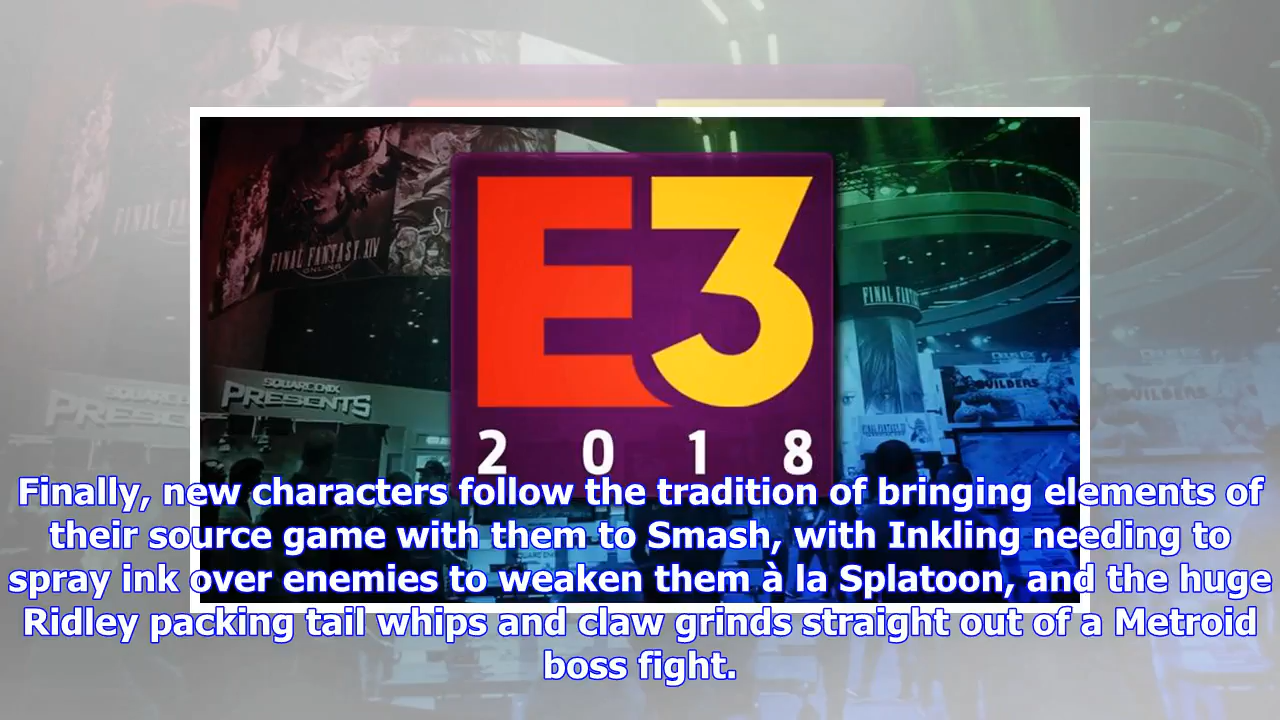 E3
2018
FINAL FANTASY XIV
ONLINE
SQUARE ENIX
PRESENTS
Finally, new characters follow the tradition of bringing elements of
their source game with them to Smash, with Inkling needing to
spray ink over enemies to weaken them à la Splatoon, and the huge
Ridley packing tail whips and claw grinds straight out of a Metroid
boss fight.